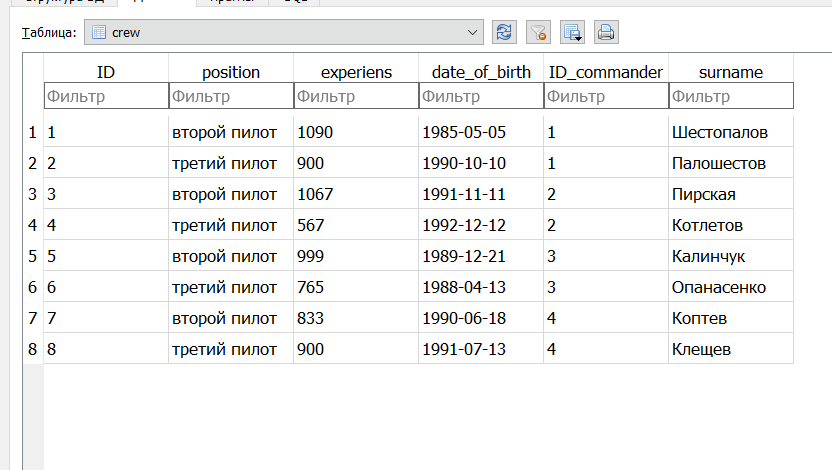 Таблица: crew
ID position experiens date_of_birth ID_commander surname
Фильтр Фильтр Фильтр Фильтр Фильтр Фильтр
1 1 второй пилот 1090 1985-05-05 1 Шестопалов
2 2 третий пилот 900 1990-10-10 1 Палошестов
3 3 второй пилот 1067 1991-11-11 2 Пирская
4 4 третий пилот 567 1992-12-12 2 Котлетов
5 5 второй пилот 999 1989-12-21 3 Калинчук
6 6 третий пилот 765 1988-04-13 3 Опанасенко
7 7 второй пилот 833 1990-06-18 4 Коптев
8 8 третий пилот 900 1991-07-13 4 Клещев